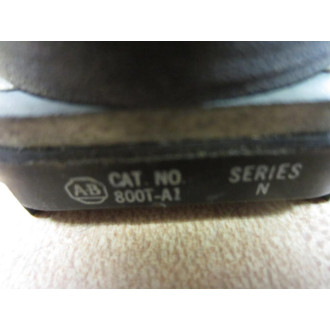 AB CAT. NO. SERIES
800T-A1 N